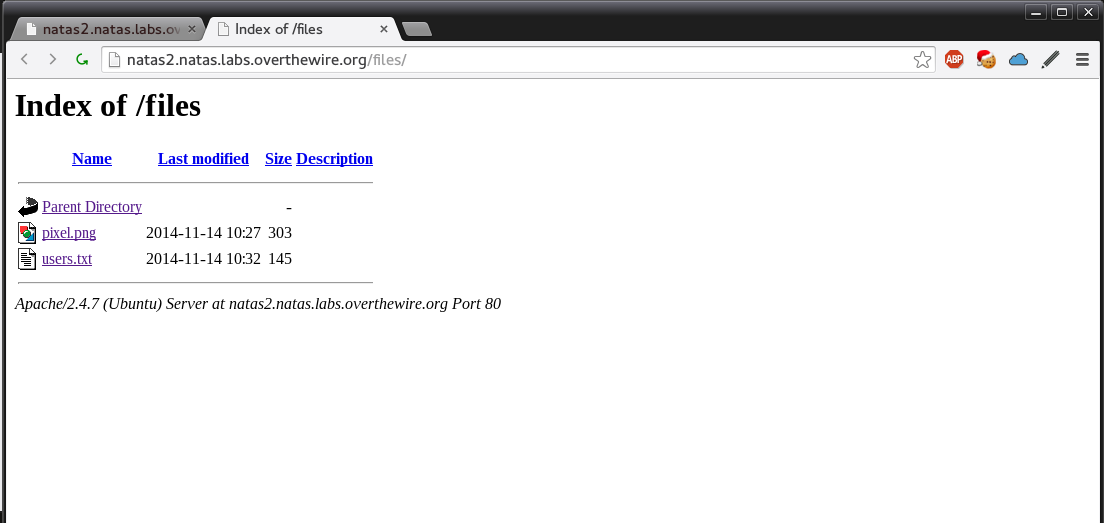 natas2.natas.labs.ov
Index of /files
natas2.natas.labs.overthewire.org/files/
ABP
Index of /files
Name Last modified Size Description
Parent Directory -
pixel.png 2014-11-14 10:27 303
users.txt 2014-11-14 10:32 145
Apache/2.4.7 (Ubuntu) Server at natas2.natas.labs.overthewire.org Port 80